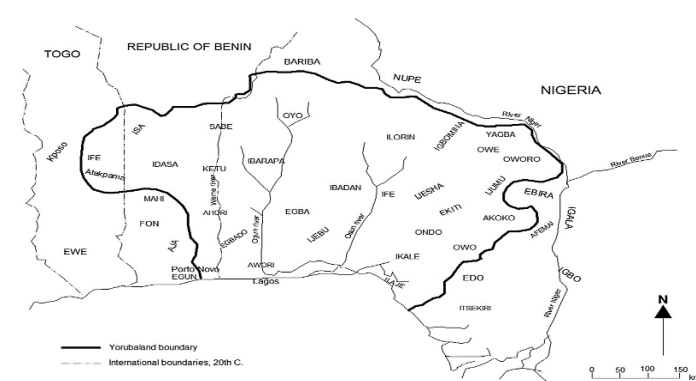 TOGO
REPUBLIC OF BENIN
BARIBA
NUPE
NIGERIA
River Niger
OYO
ISA
SABE
ILORIN
IGBOMINA
YAGBA
OWE
OWORO
River Benue
Kposo
IFE
Atakpama
IDASA
KETU
IBARAPA
IBADAN
IFE
IJESHA
IJUMU
EBIRA
MAHI
Weme river
AHORI
EGBA
EKITI
AKOKO
IGALA
FON
EGBADO
Ogun river
IJEBU
Osun river
ONDO
AFEMAI
EWE
AJA
AWORI
IKALE
OWO
Porto Novo
EGUN
Lagos
ILAJE
EDO
IGBO
ITSEKIRI
River Niger
N
Yorubaland boundary
International boundaries, 20th C.
0 50 100 150